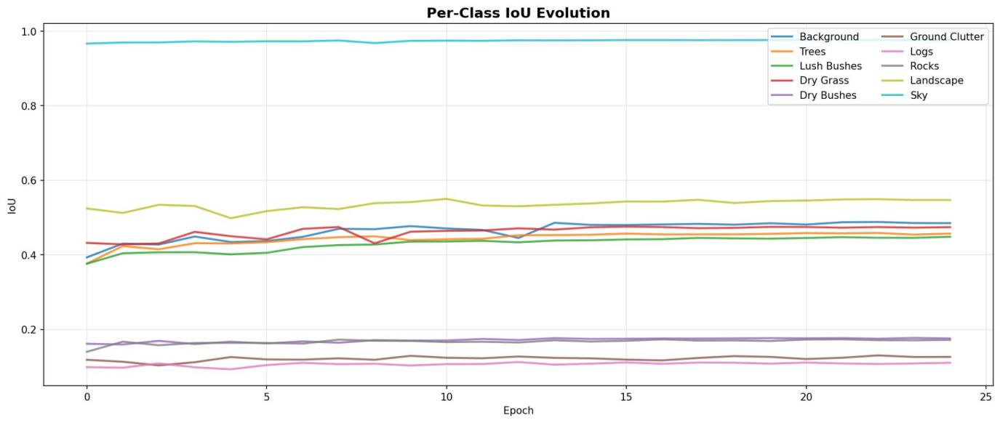 Per-Class IoU Evolution
1.0
0.8
0.6
0.4
0.2
IoU
Background
Trees
Lush Bushes
Dry Grass
Dry Bushes
Ground Clutter
Logs
Rocks
Landscape
Sky
0 5 10 15 20 25
Epoch